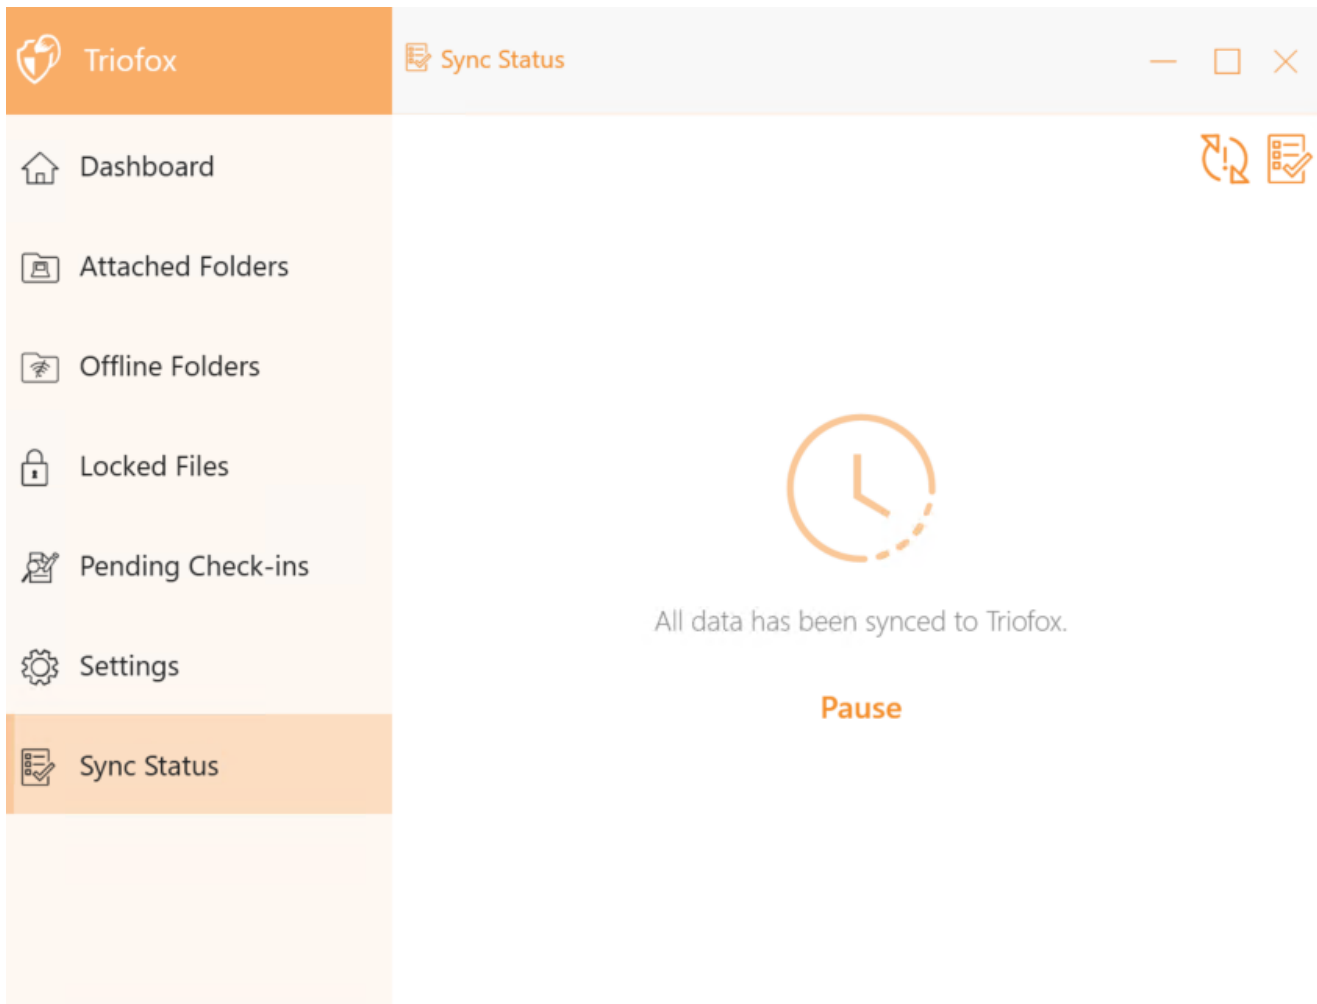 Triofox
Sync Status
Dashboard
Attached Folders
Offline Folders
Locked Files
Pending Check-ins
Settings
Sync Status
All data has been synced to Triofox.
Pause